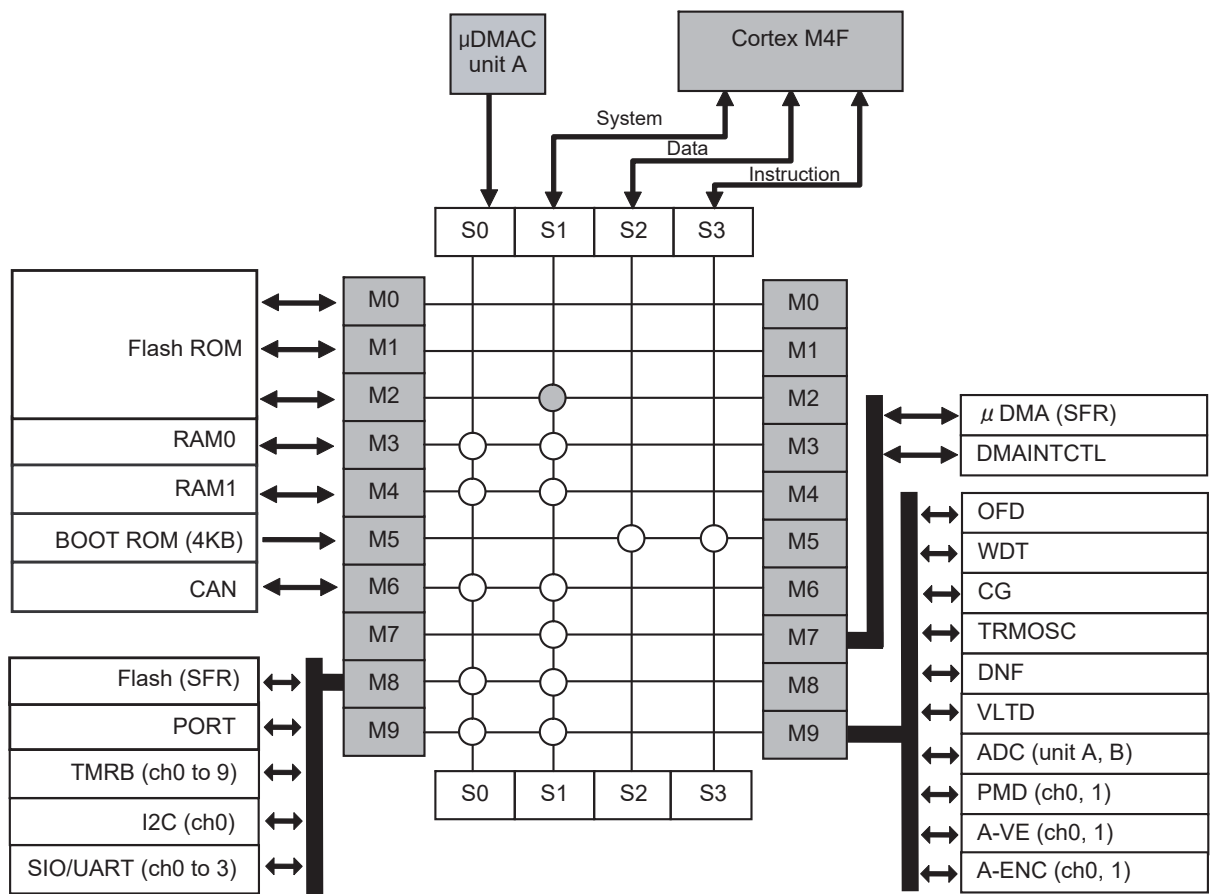 µDMAC
unit A
Cortex M4F
System
Data
Instruction
S0 S1 S2 S3
Flash ROM
RAM0
RAM1
BOOT ROM (4KB)
CAN
M0
M1
M2
M3
M4
M5
M6
M7
M8
M9
M0
M1
M2
M3
M4
M5
M6
M7
M8
M9
μ DMA (SFR)
DMAINTCTL
OFD
WDT
CG
TRMOSC
DNF
VLTD
ADC (unit A, B)
PMD (ch0, 1)
A-VE (ch0, 1)
A-ENC (ch0, 1)
Flash (SFR)
PORT
TMRB (ch0 to 9)
I2C (ch0)
SIO/UART (ch0 to 3)
S0 S1 S2 S3